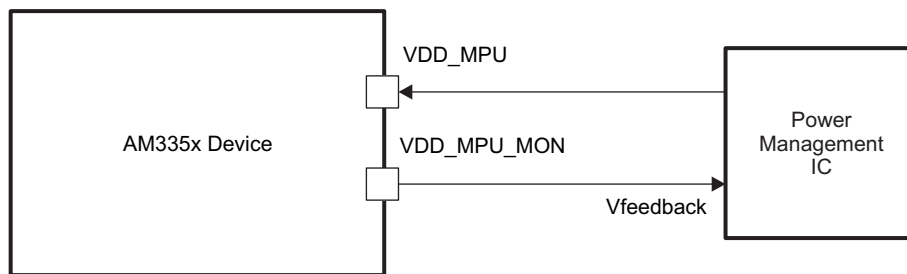 VDD_MPU
AM335x Device
VDD_MPU_MON
Vfeedback
Power
Management
IC